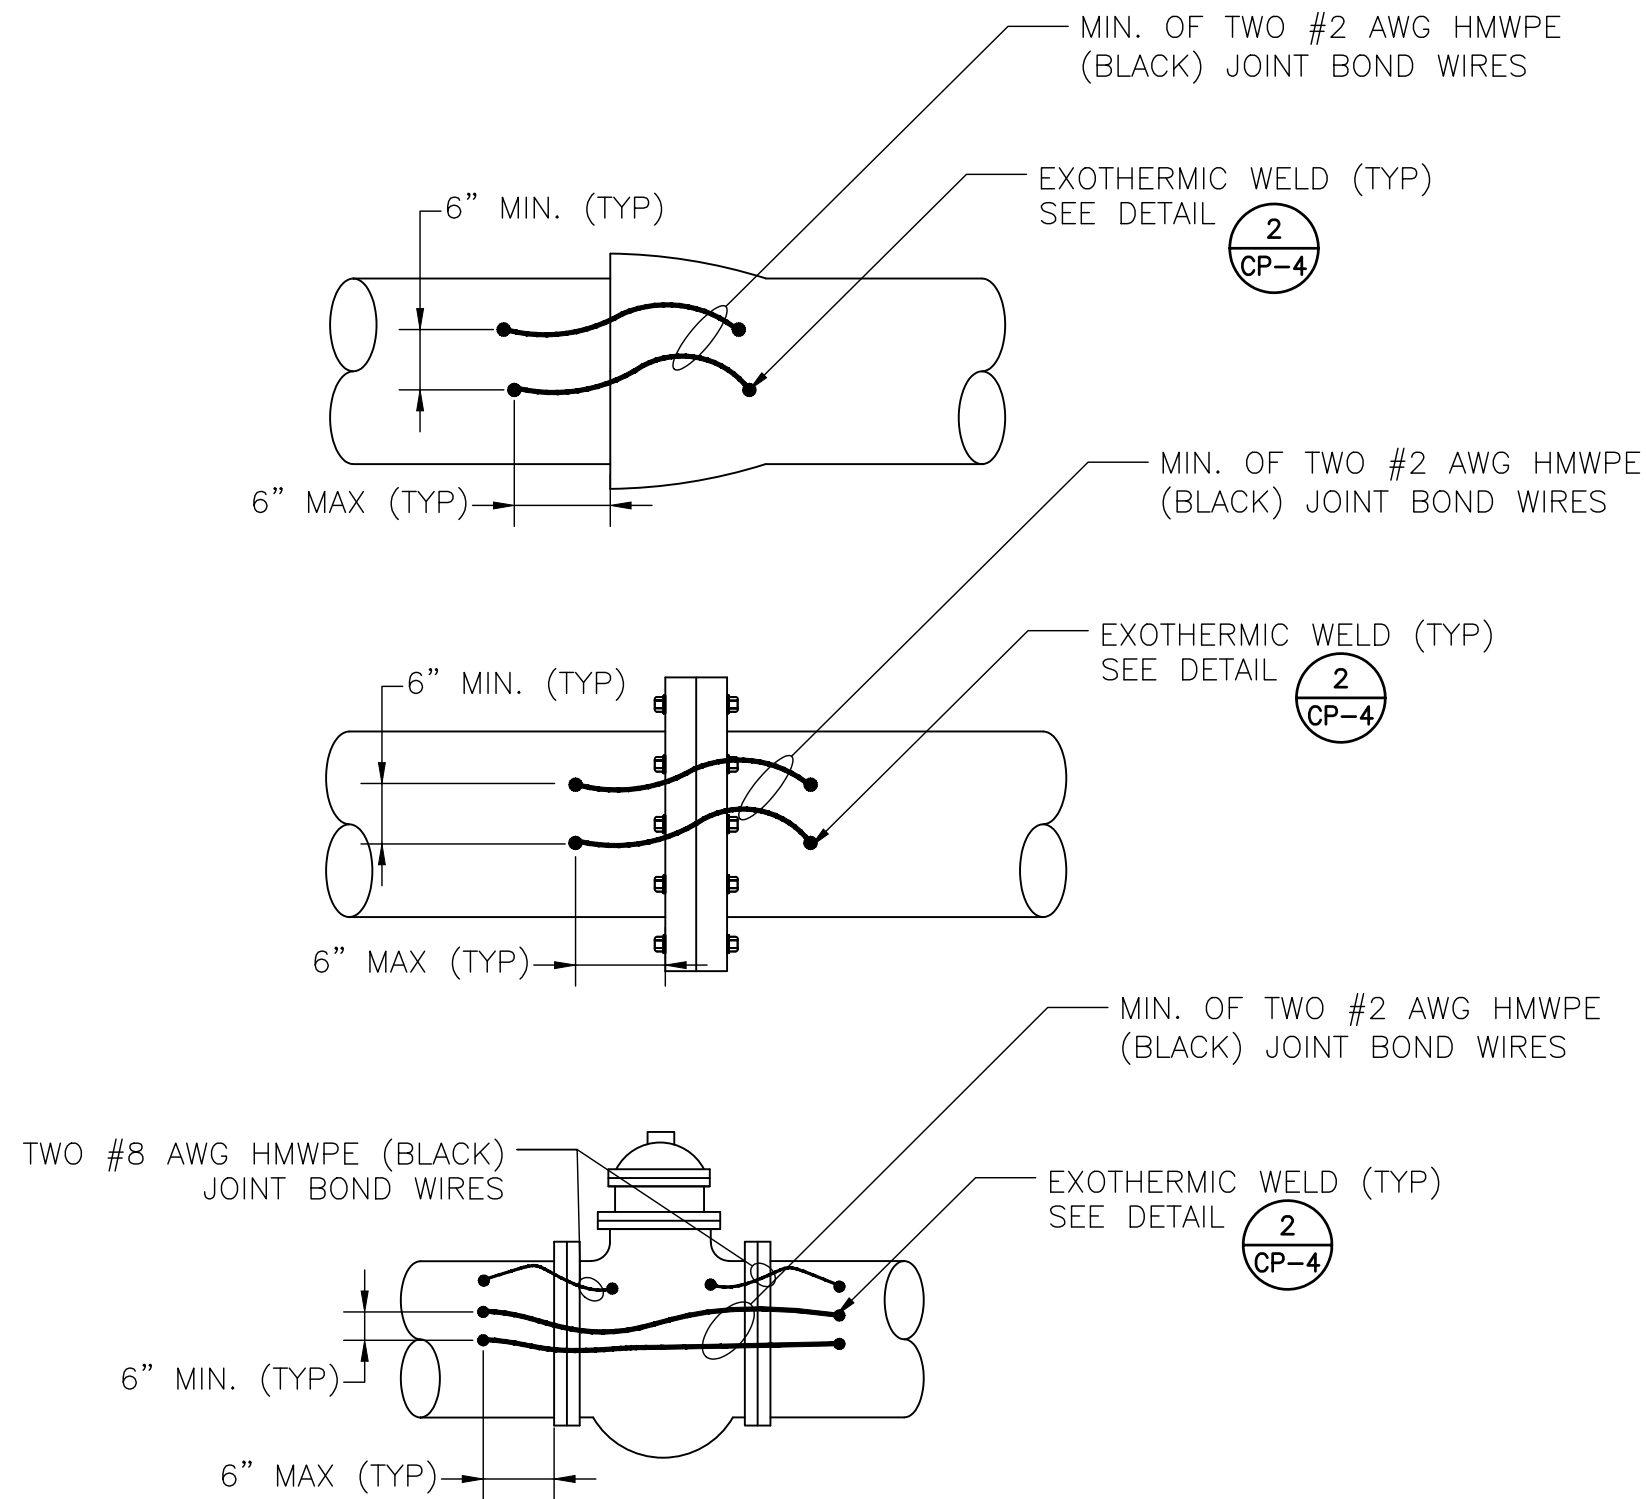 MIN. OF TWO #2 AWG HMWPE
(BLACK) JOINT BOND WIRES
EXOTHERMIC WELD (TYP)
SEE DETAIL
2
CP-4
6” MIN. (TYP)
6” MAX (TYP)
MIN. OF TWO #2 AWG HMWPE
(BLACK) JOINT BOND WIRES
EXOTHERMIC WELD (TYP)
SEE DETAIL
2
CP-4
6” MIN. (TYP)
6” MAX (TYP)
MIN. OF TWO #2 AWG HMWPE
(BLACK) JOINT BOND WIRES
TWO #8 AWG HMWPE (BLACK)
JOINT BOND WIRES
EXOTHERMIC WELD (TYP)
SEE DETAIL
2
CP-4
6” MIN. (TYP)
6” MAX (TYP)